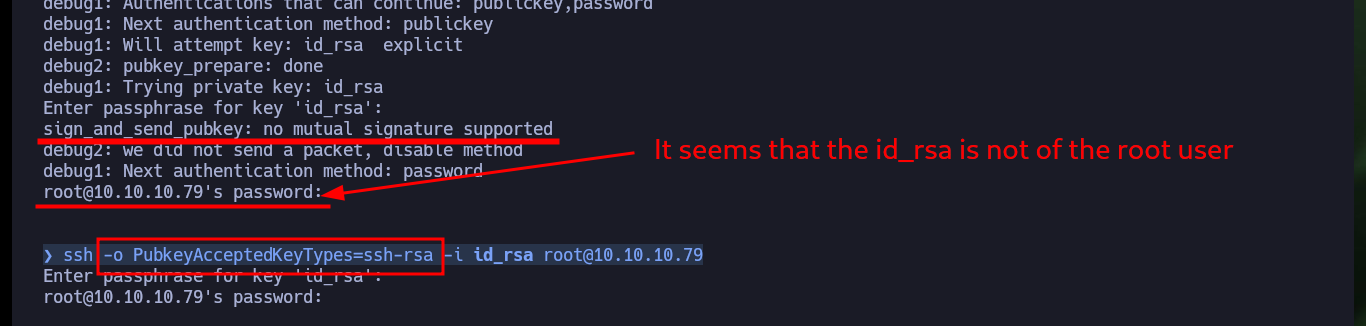 debug1: Authentications that can continue: publickey,password
debug1: Next authentication method: publickey
debug1: Will attempt key: id_rsa  explicit
debug2: pubkey_prepare: done
debug1: Trying private key: id_rsa
Enter passphrase for key 'id_rsa':
sign_and_send_pubkey: no mutual signature supported
debug2: we did not send a packet, disable method
It seems that the id_rsa is not of the root user
debug1: Next authentication method: password
root@10.10.10.79's password:
❯ ssh -o PubkeyAcceptedKeyTypes=ssh-rsa -i id_rsa root@10.10.10.79
Enter passphrase for key 'id_rsa':
root@10.10.10.79's password: